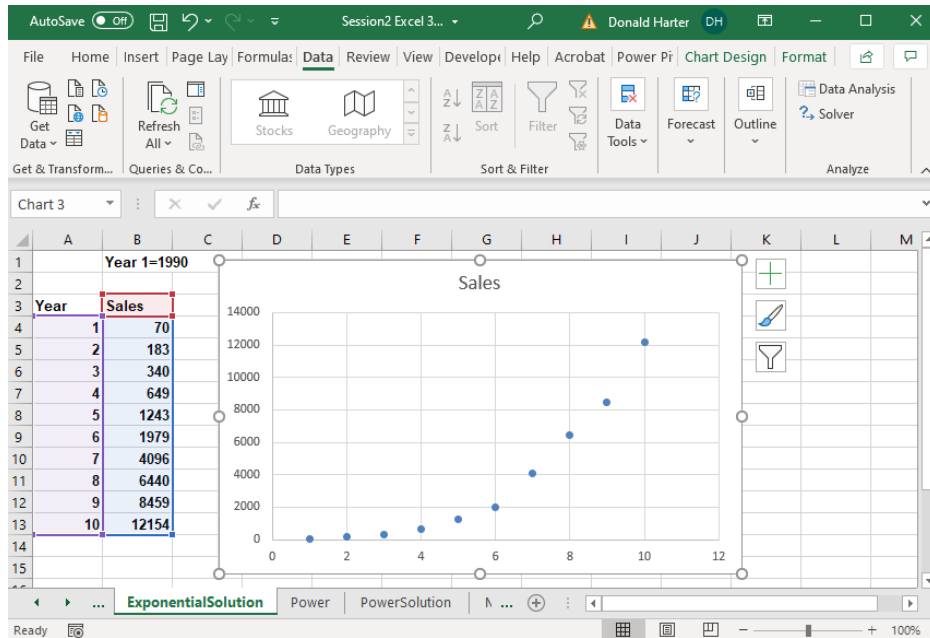 AutoSave Off Session2 Excel 3... Donald Harter DH
File Home Insert Page Lay Formulas Data Review View Develope Help Acrobat Power Pi Chart Design Format
Get Data
Refresh All
Stocks Geography
Sort Filter
Data Tools
Forecast
Outline
Data Analysis
Solver
Get & Transform... Queries & Co... Data Types Sort & Filter Analyze
Chart 3 fx
A B C D E F G H I J K L M
1 Year 1=1990
2
3 Year Sales
4 1 70
5 2 183
6 3 340
7 4 649
8 5 1243
9 6 1979
10 7 4096
11 8 6440
12 9 8459
13 10 12154
14
15
Sales
14000
12000
10000
8000
6000
4000
2000
0
0 2 4 6 8 10 12
... ExponentialSolution Power PowerSolution ...
Ready 100%